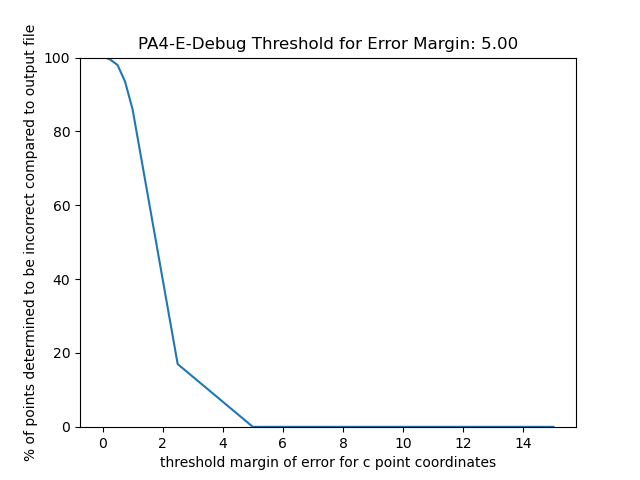 PA4-E-Debug Threshold for Error Margin: 5.00
% of points determined to be incorrect compared to output file
100
80
60
40
20
0
0 2 4 6 8 10 12 14
threshold margin of error for c point coordinates